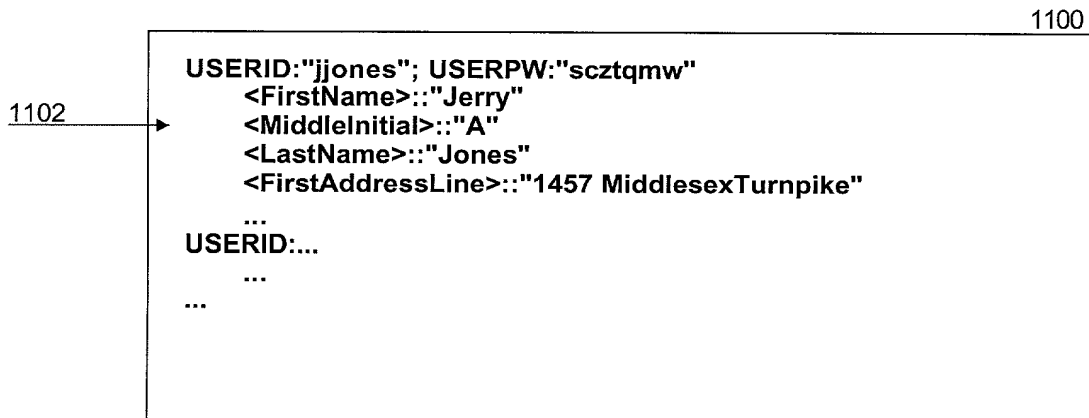 1100
USERID:"jjones"; USERPW:"scztqmw"
<FirstName>::"Jerry"
1102
<MiddleInitial>::"A"
<LastName>::"Jones"
<FirstAddressLine>::"1457 MiddlesexTurnpike"
...
USERID:...
...
...